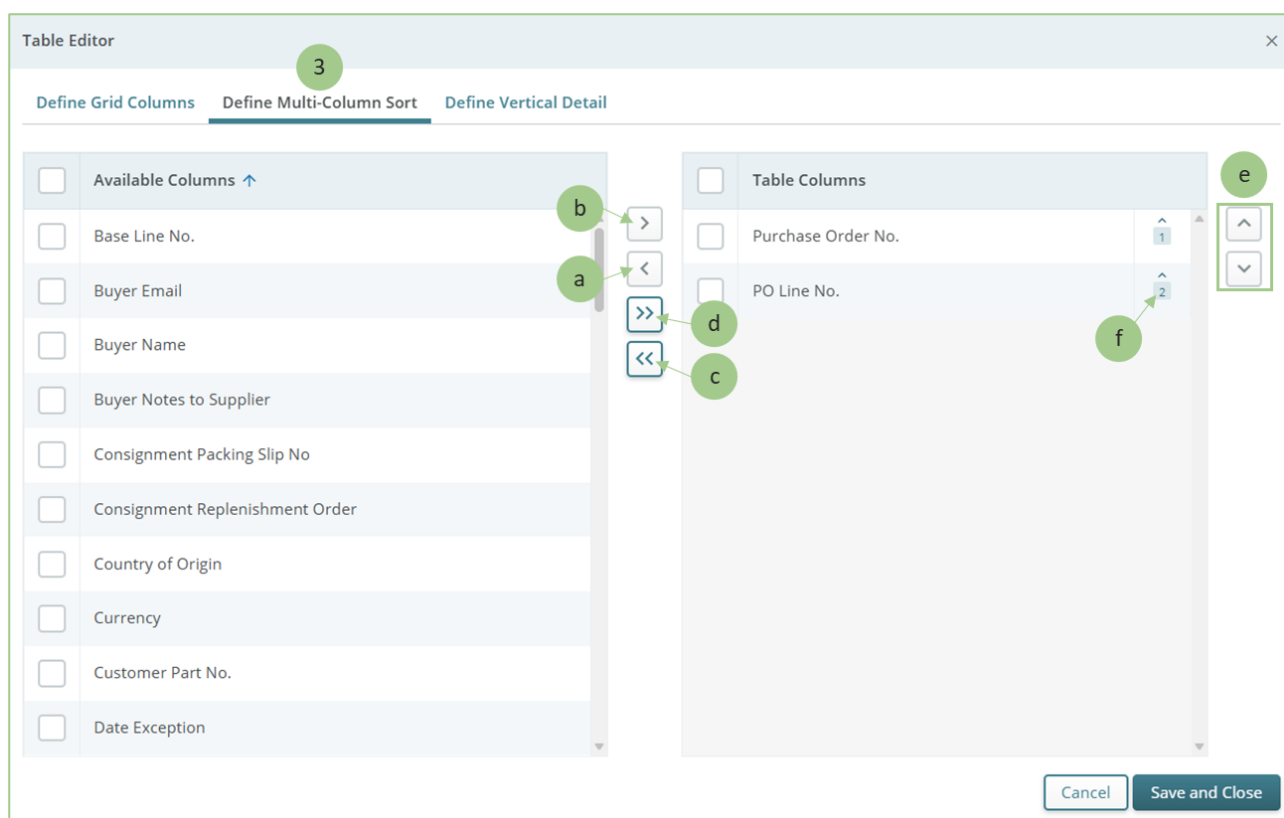 Table Editor
3
Define Grid Columns Define Multi-Column Sort Define Vertical Detail
Available Columns
Table Columns
e
b
Base Line No.
Purchase Order No.
1
a
Buyer Email
PO Line No.
2
d
f
Buyer Name
c
Buyer Notes to Supplier
Consignment Packing Slip No
Consignment Replenishment Order
Country of Origin
Currency
Customer Part No.
Date Exception
Cancel Save and Close